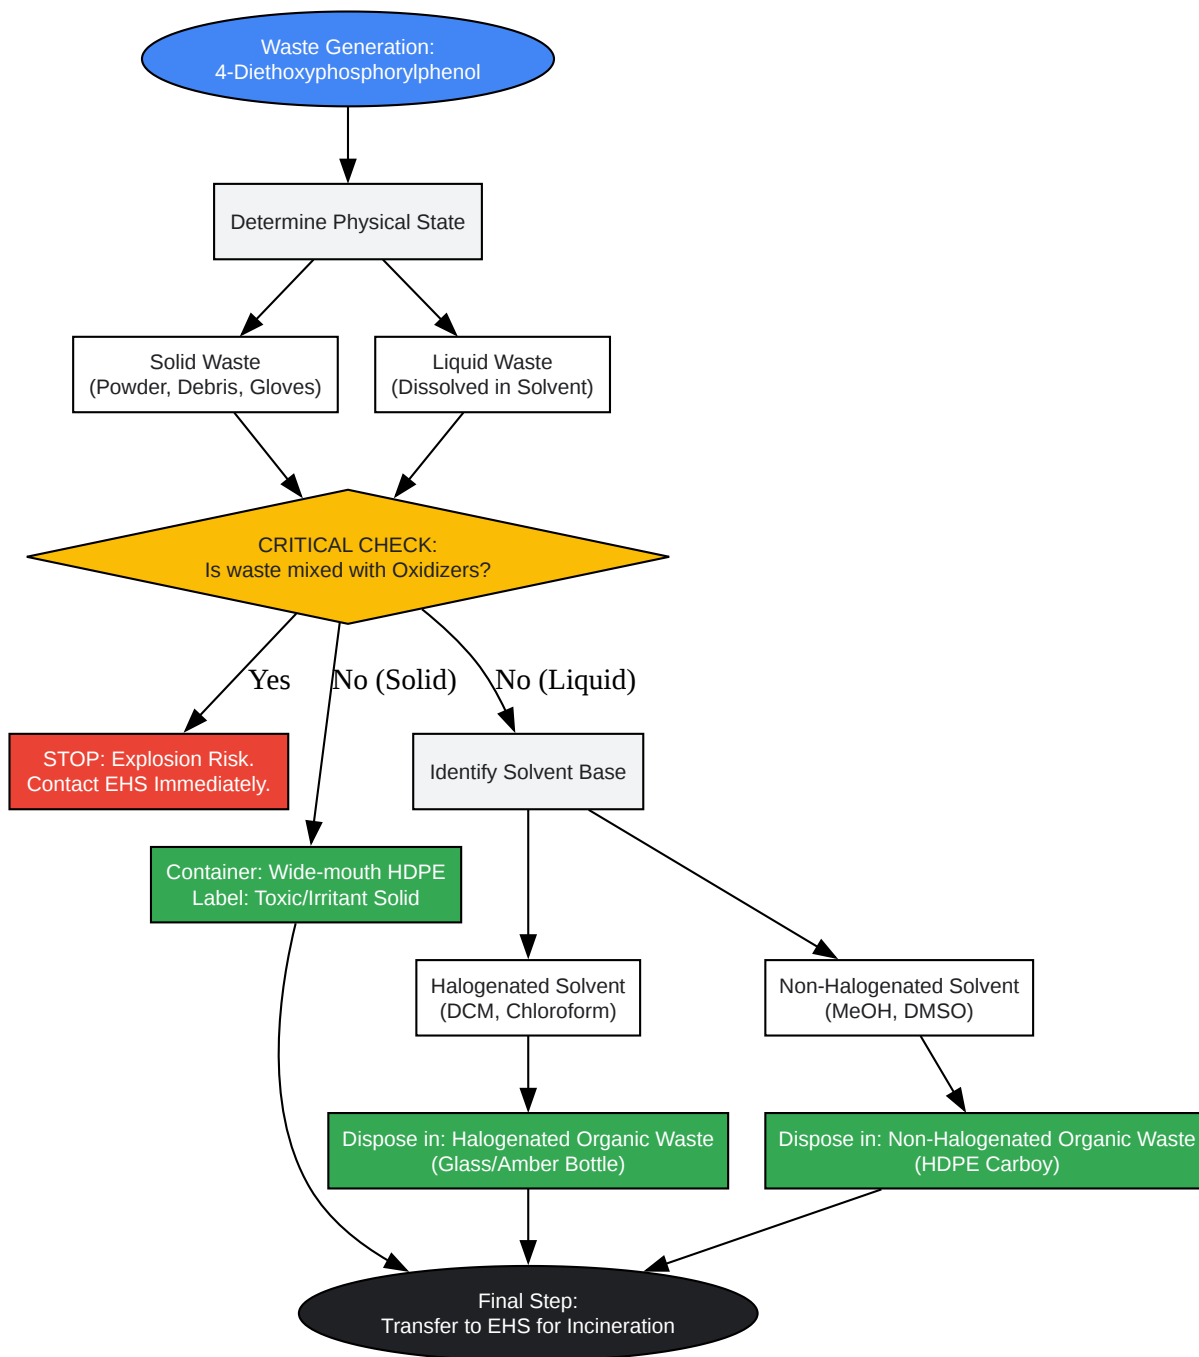 Waste Generation:
4-Diethoxyphosphorylphenol
Determine Physical State
Solid Waste
(Powder, Debris, Gloves)
Liquid Waste
(Dissolved in Solvent)
CRITICAL CHECK:
Is waste mixed with Oxidizers?
Yes
No (Solid)
No (Liquid)
STOP: Explosion Risk.
Contact EHS Immediately.
Identify Solvent Base
Container: Wide-mouth HDPE
Label: Toxic/Irritant Solid
Halogenated Solvent
(DCM, Chloroform)
Non-Halogenated Solvent
(MeOH, DMSO)
Dispose in: Halogenated Organic Waste
(Glass/Amber Bottle)
Dispose in: Non-Halogenated Organic Waste
(HDPE Carboy)
Final Step:
Transfer to EHS for Incineration